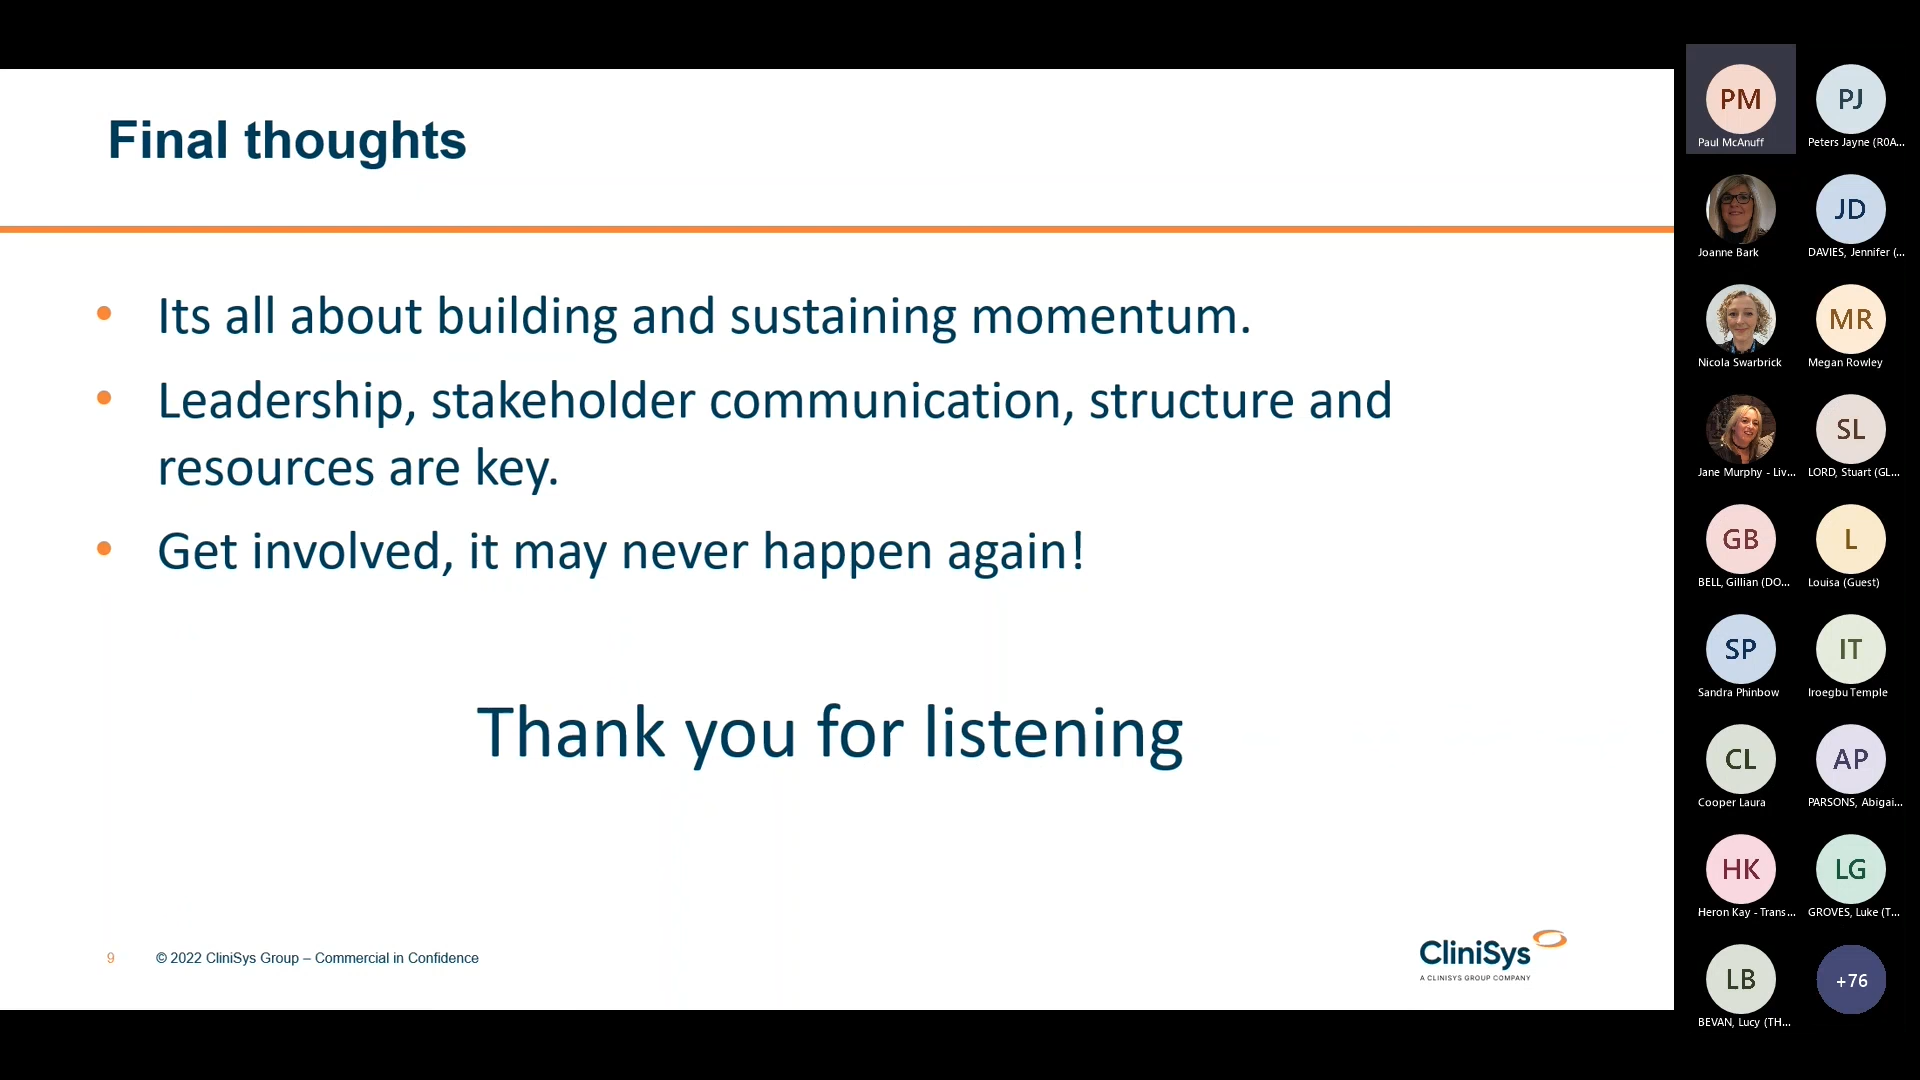 Final thoughts
• Its all about building and sustaining momentum.
• Leadership, stakeholder communication, structure and
resources are key.
• Get involved, it may never happen again!
Thank you for listening
9 © 2022 CliniSys Group – Commercial in Confidence
CliniSys
A CLINISYS GROUP COMPANY
PM
Paul McAnuff
PJ
Peters Jayne (R0A...
Joanne Bark
JD
DAVIES, Jennifer (...
Nicola Swarbrick
MR
Megan Rowley
Jane Murphy - Liv...
SL
LORD, Stuart (GL...
GB
BELL, Gillian (DO...
L
Louisa (Guest)
SP
Sandra Phinbow
IT
Iroegbu Temple
CL
Cooper Laura
AP
PARSONS, Abigai...
HK
Heron Kay - Trans...
LG
GROVES, Luke (T...
LB
BEVAN, Lucy (TH...
+76